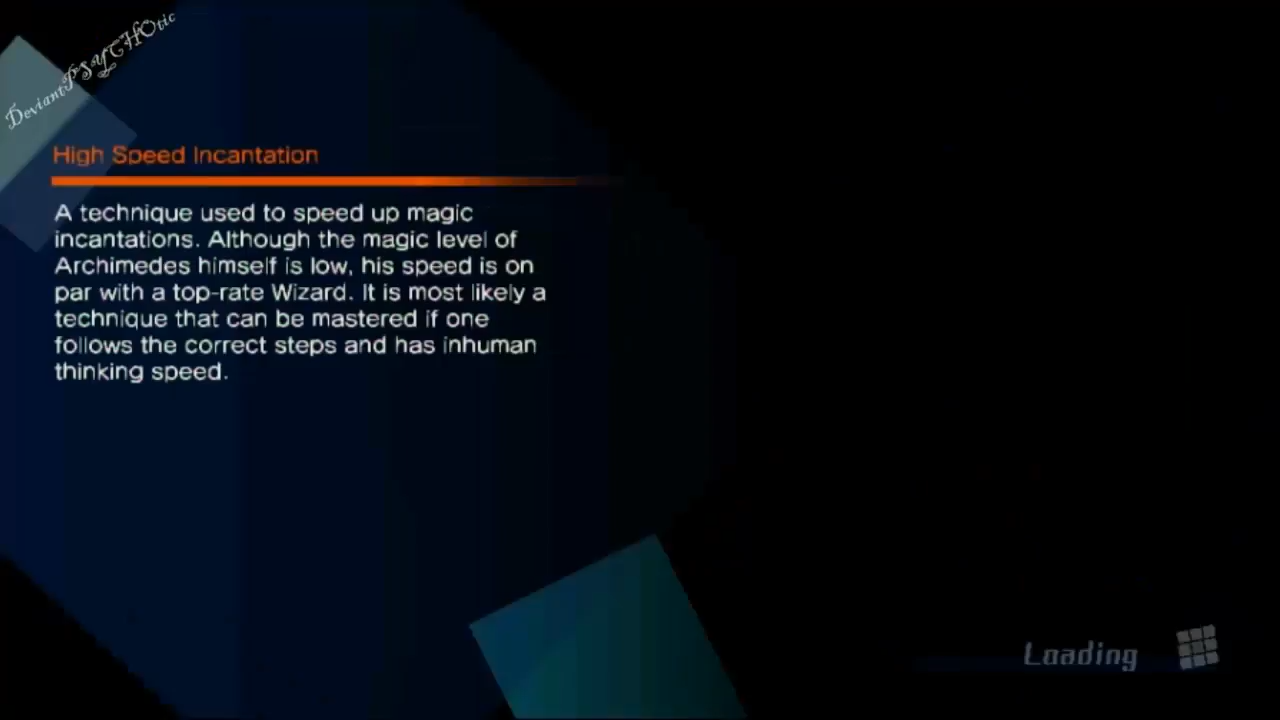 DeviantPSYCHOtic
High Speed Incantation
A technique used to speed up magic
incantations. Although the magic level of
Archimedes himself is low, his speed is on
par with a top-rate Wizard. It is most likely a
technique that can be mastered if one
follows the correct steps and has inhuman
thinking speed.
Loading